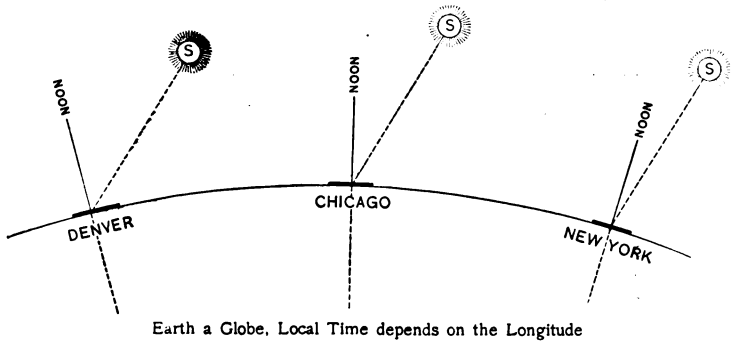 S
S
S
NOON
NOON
NOON
DENVER
CHICAGO
NEW YORK
Earth a Globe, Local Time depends on the Longitude